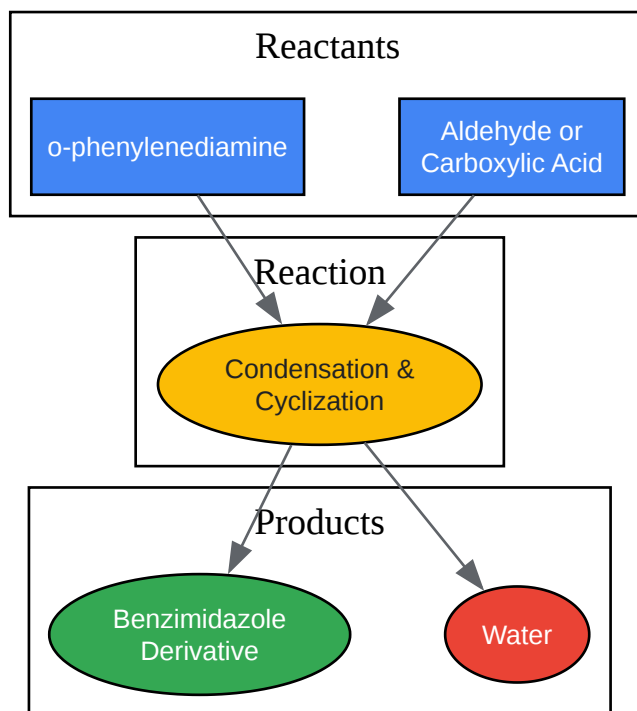 Reactants
o-phenylenediamine
Aldehyde or
Carboxylic Acid
Reaction
Condensation &
Cyclization
Products
Benzimidazole
Derivative
Water